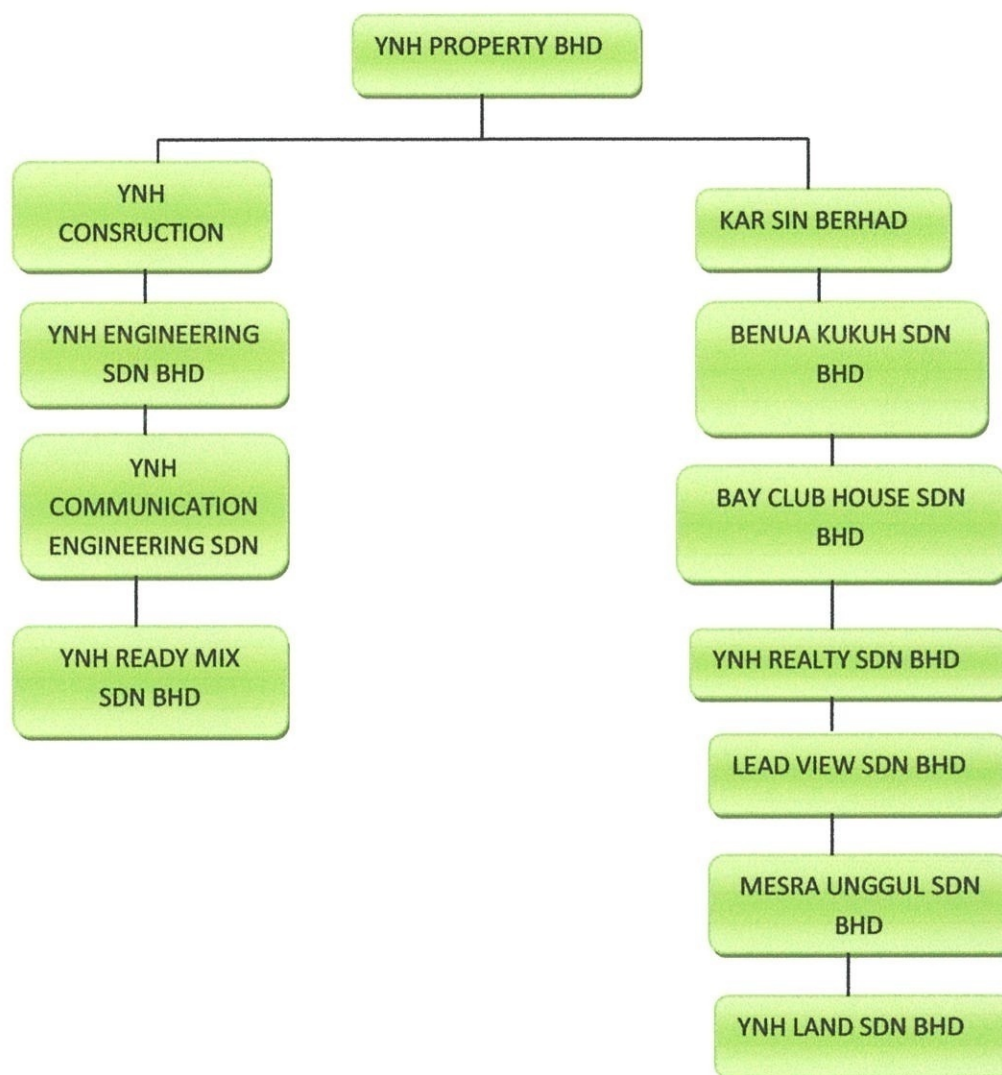 YNH PROPERTY BHD
YNH
CONSRUCTION
YNH ENGINEERING
SDN BHD
YNH
COMMUNICATION
ENGINEERING SDN
YNH READY MIX
SDN BHD
KAR SIN BERHAD
BENUA KUKUH SDN
BHD
BAY CLUB HOUSE SDN
BHD
YNH REALTY SDN BHD
LEAD VIEW SDN BHD
MESRA UNGGUL SDN
BHD
YNH LAND SDN BHD